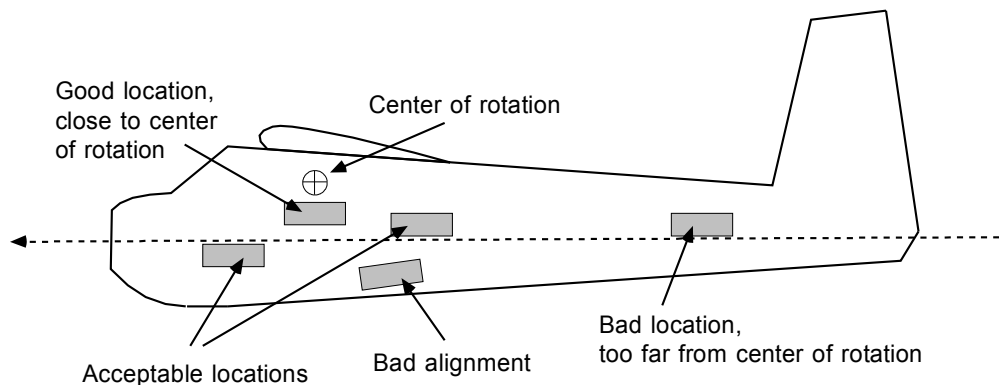 Good location,
close to center
of rotation
Center of rotation
Acceptable locations
Bad alignment
Bad location,
too far from center of rotation